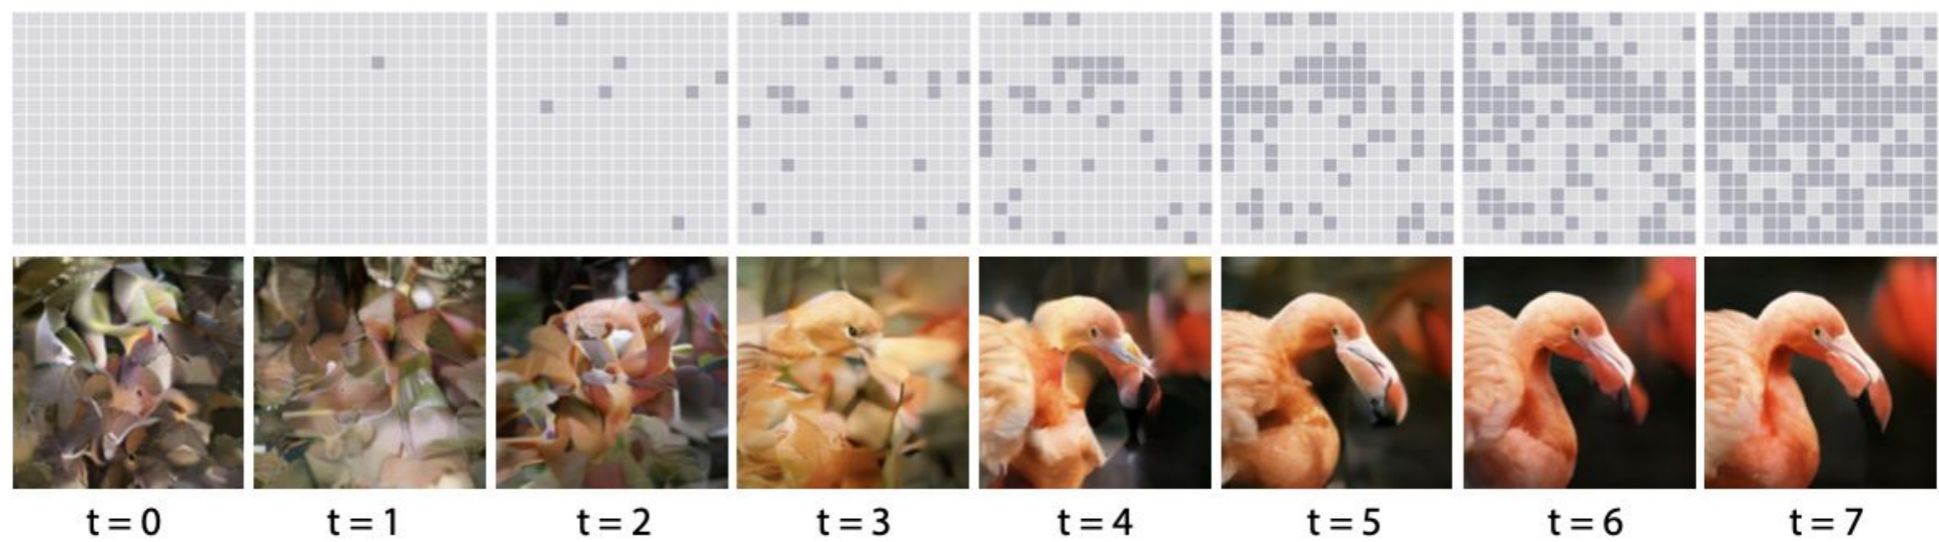 t = 0 t = 1 t = 2 t = 3 t = 4 t = 5 t = 6 t = 7